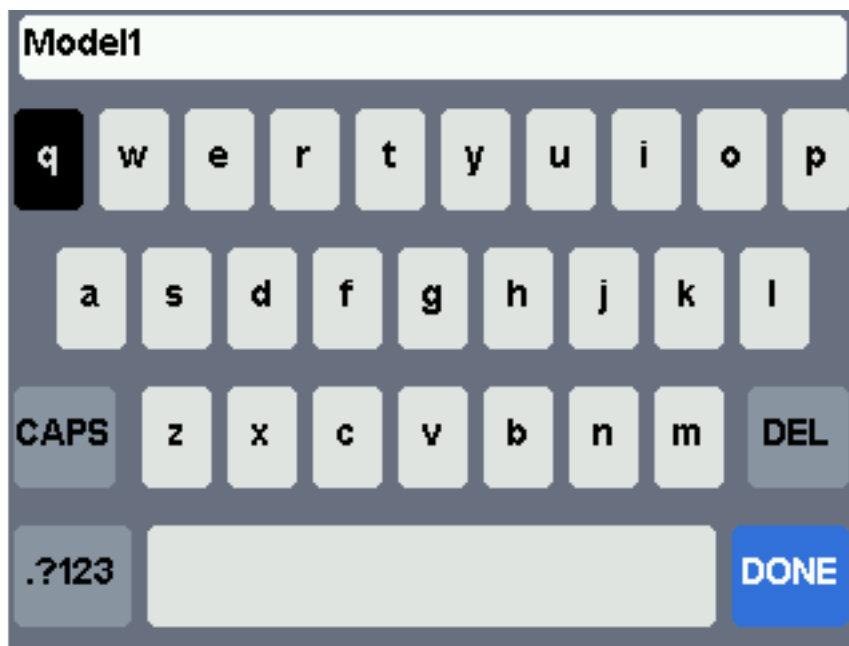 Model1
q w e r t y u i o p
a s d f g h j k l
CAPS z x c v b n m DEL
.?123 DONE